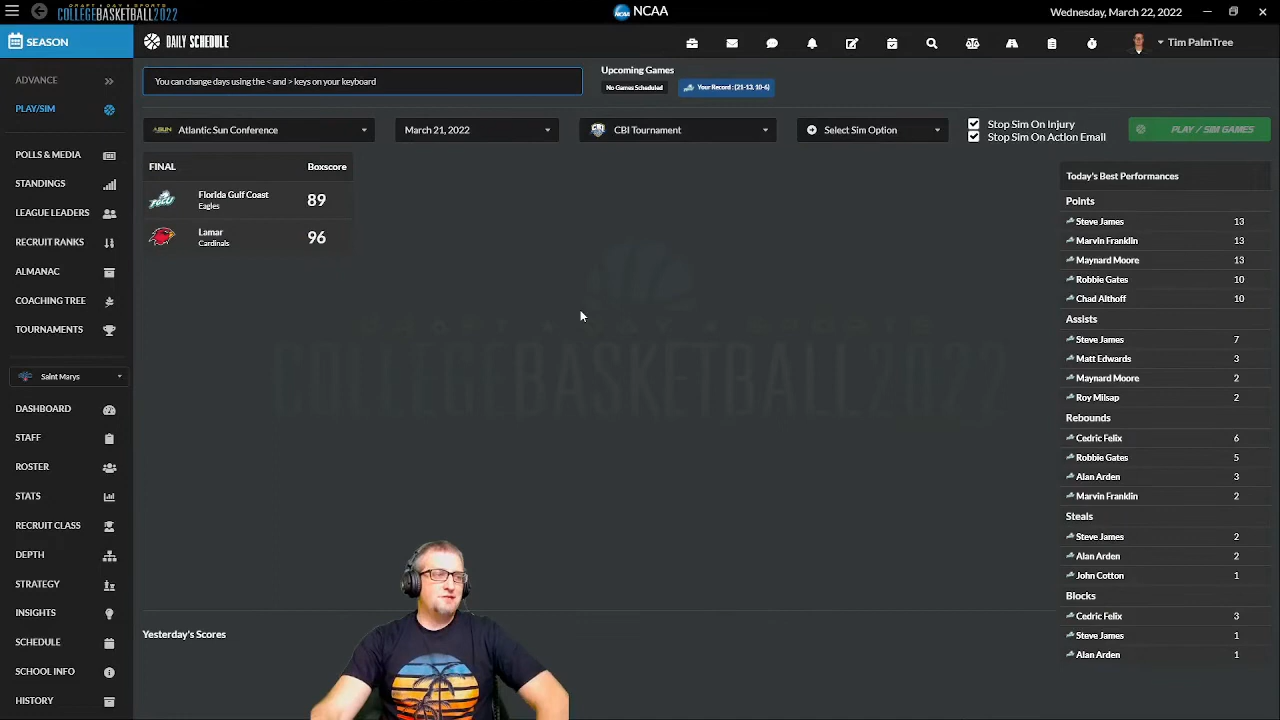 DRAFT DAY SPORTS
COLLEGEBASKETBALL2022
NCAA
Wednesday, March 22, 2022
SEASON
DAILY SCHEDULE
Tim PalmTree
ADVANCE
PLAY/SIM
You can change days using the < and > keys on your keyboard
Upcoming Games
No Games Scheduled
Your Record : (21-13, 10-6)
Atlantic Sun Conference
March 21, 2022
CBI Tournament
Select Sim Option
Stop Sim On Injury
Stop Sim On Action Email
PLAY / SIM GAMES
POLLS & MEDIA
STANDINGS
LEAGUE LEADERS
RECRUIT RANKS
ALMANAC
COACHING TREE
TOURNAMENTS
Saint Marys
DASHBOARD
STAFF
ROSTER
STATS
RECRUIT CLASS
DEPTH
STRATEGY
INSIGHTS
SCHEDULE
SCHOOL INFO
HISTORY
FINAL Boxscore
Florida Gulf Coast 89
Eagles
Lamar 96
Cardinals
DRAFT DAY SPORTS
COLLEGEBASKETBALL2022
Yesterday's Scores
Today's Best Performances
Points
Steve James 13
Marvin Franklin 13
Maynard Moore 13
Robbie Gates 10
Chad Althoff 10
Assists
Steve James 7
Matt Edwards 3
Maynard Moore 2
Roy Milsap 2
Rebounds
Cedric Felix 6
Robbie Gates 5
Alan Arden 3
Marvin Franklin 2
Steals
Steve James 2
Alan Arden 2
John Cotton 1
Blocks
Cedric Felix 3
Steve James 1
Alan Arden 1